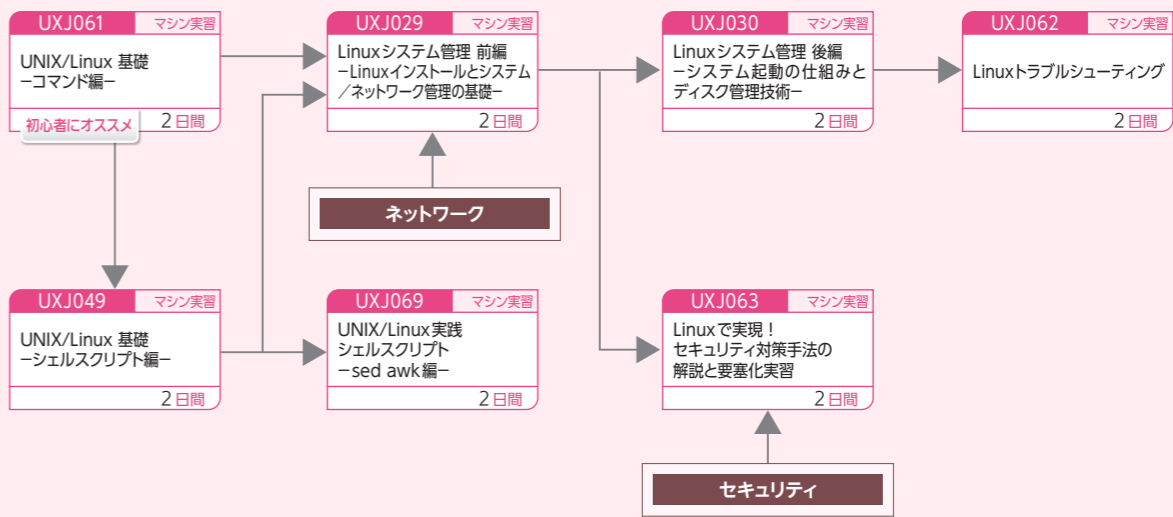 UXJ061 マシン実習
UNIX/Linux 基礎
−コマンド編−
初心者にオススメ
2日間
UXJ029 マシン実習
Linuxシステム管理 前編
−Linuxインストールとシステム
／ネットワーク管理の基礎−
2日間
UXJ030 マシン実習
Linuxシステム管理 後編
−システム起動の仕組みと
ディスク管理技術−
2日間
UXJ062 マシン実習
Linuxトラブルシューティング
2日間
ネットワーク
UXJ049 マシン実習
UNIX/Linux 基礎
−シェルスクリプト編−
2日間
UXJ069 マシン実習
UNIX/Linux実践
シェルスクリプト
−sed awk編−
2日間
UXJ063 マシン実習
Linuxで実現！
セキュリティ対策手法の
解説と要塞化実習
2日間
セキュリティ